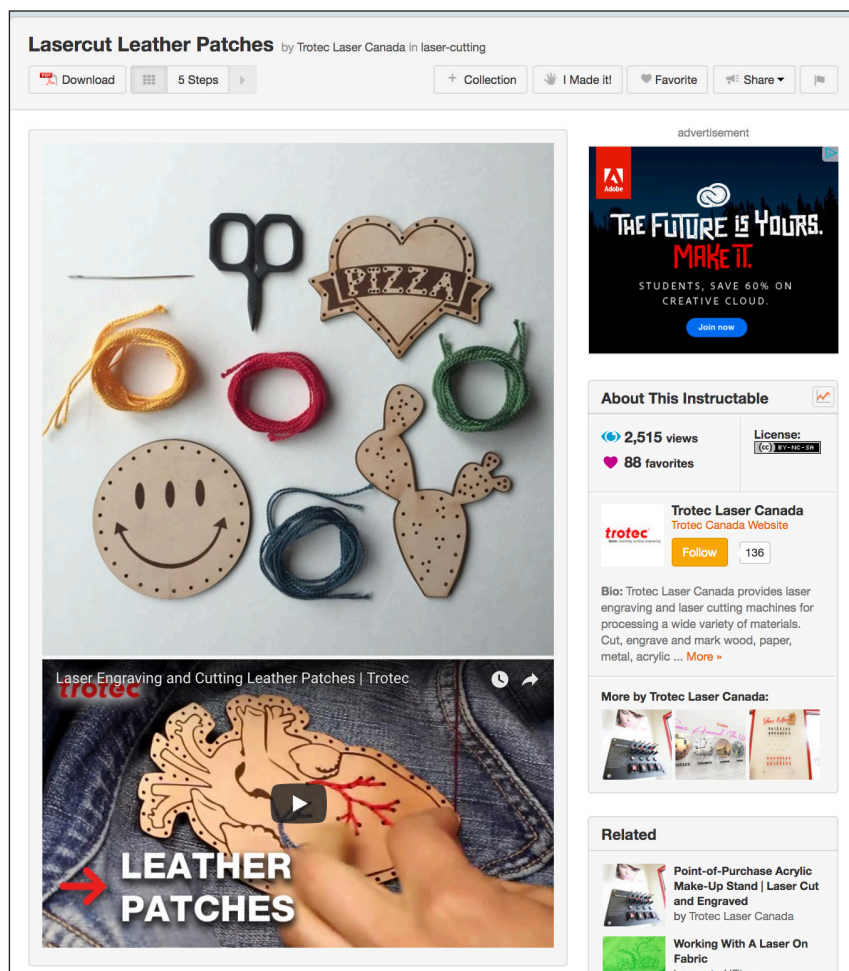 Lasercut Leather Patches by Trotec Laser Canada in laser-cutting
Download
5 Steps
+ Collection
I Made it!
Favorite
Share
PIZZA
Laser Engraving and Cutting Leather Patches | Trotec
trotec
LEATHER
PATCHES
advertisement
Adobe
THE FUTURE IS YOURS.
MAKE IT.
STUDENTS, SAVE 60% ON
CREATIVE CLOUD.
Join now
About This Instructable
2,515 views
88 favorites
License:
(cc) BY-NC-SA
trotec
Trotec Laser Canada
Trotec Canada Website
Follow
136
Bio: Trotec Laser Canada provides laser
engraving and laser cutting machines for
processing a wide variety of materials.
Cut, engrave and mark wood, paper,
metal, acrylic ... More »
More by Trotec Laser Canada:
Related
Point-of-Purchase Acrylic
Make-Up Stand | Laser Cut
and Engraved
by Trotec Laser Canada
Working With A Laser On
Fabric